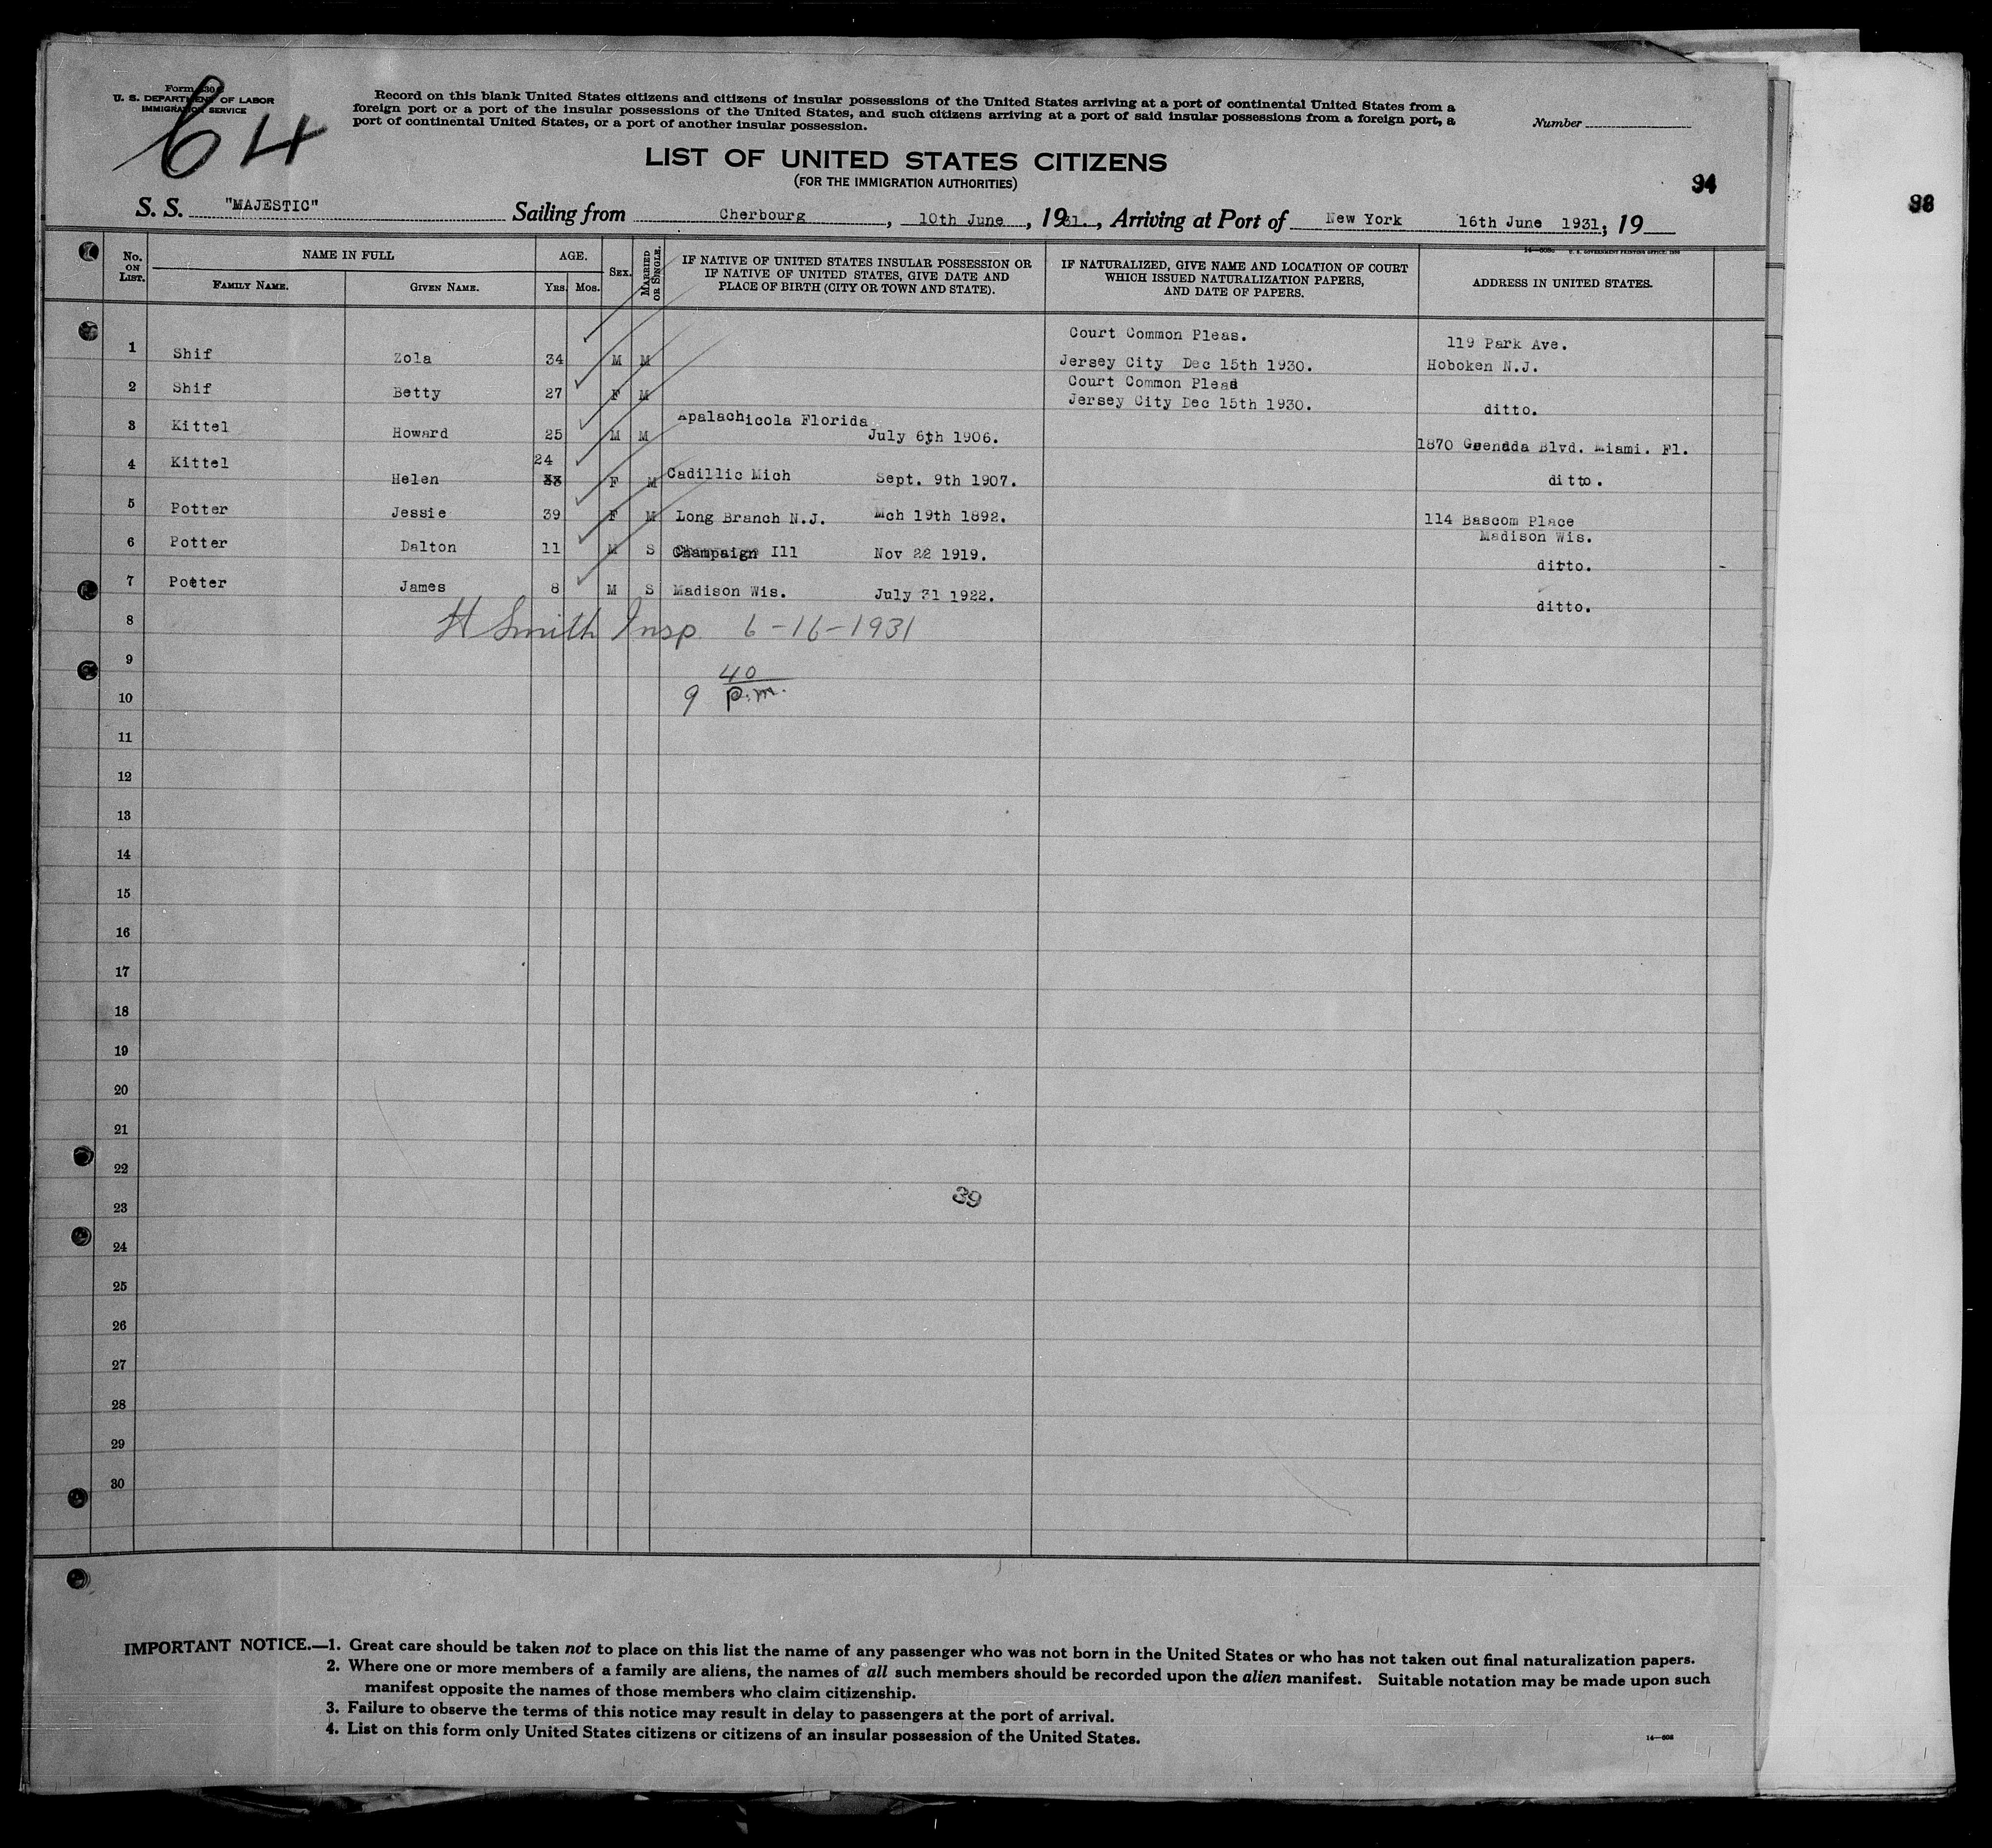 Form 630
U. S. DEPARTMENT OF LABOR
IMMIGRATION SERVICE
64
Record on this blank United States citizens and citizens of insular possessions of the United States arriving at a port of continental United States from a
foreign port or a port of the insular possessions of the United States, and such citizens arriving at a port of said insular possessions from a foreign port, a
port of continental United States, or a port of another insular possession.
Number
LIST OF UNITED STATES CITIZENS
(FOR THE IMMIGRATION AUTHORITIES)
94
98
S. S. "MAJESTIC" Sailing from Cherbourg, 10th June, 1931., Arriving at Port of New York 16th June 1931, 19
U. S. GOVERNMENT PRINTING OFFICE: 1930
No. ON LIST.
NAME IN FULL
FAMILY NAME.
GIVEN NAME.
AGE.
YRS. MOS.
SEX.
MARRIED OR SINGLE.
IF NATIVE OF UNITED STATES INSULAR POSSESSION OR
IF NATIVE OF UNITED STATES, GIVE DATE AND
PLACE OF BIRTH (CITY OR TOWN AND STATE).
IF NATURALIZED, GIVE NAME AND LOCATION OF COURT
WHICH ISSUED NATURALIZATION PAPERS,
AND DATE OF PAPERS.
ADDRESS IN UNITED STATES.
1 Shif Zola 34 M M Court Common Pleas.
Jersey City Dec 15th 1930. 119 Park Ave.
Hoboken N.J.
2 Shif Betty 27 F M Court Common Pleas
Jersey City Dec 15th 1930. ditto.
3 Kittel Howard 25 M M Apalachicola Florida
July 6th 1906. 1870 Blvd. Miami. Fl.
4 Kittel Helen 24 F M Cadillic Mich Sept. 9th 1907. ditto.
5 Potter Jessie 39 F M Long Branch N.J. Mch 19th 1892. 114 Bascom Place
Madison Wis.
6 Potter Dalton 11 M S Champaign Ill Nov 22 1919. ditto.
7 Potter James 8 M S Madison Wis. July 31 1922. ditto.
8 H Smith Insp 6-16-1931
9
9 40 p.m.
10
11
12
13
14
15
16
17
18
19
20
21
22
39
23
24
25
26
27
28
29
30
IMPORTANT NOTICE.—1. Great care should be taken not to place on this list the name of any passenger who was not born in the United States or who has not taken out final naturalization papers.
2. Where one or more members of a family are aliens, the names of all such members should be recorded upon the alien manifest. Suitable notation may be made upon such
manifest opposite the names of those members who claim citizenship.
3. Failure to observe the terms of this notice may result in delay to passengers at the port of arrival.
4. List on this form only United States citizens or citizens of an insular possession of the United States.
14—608